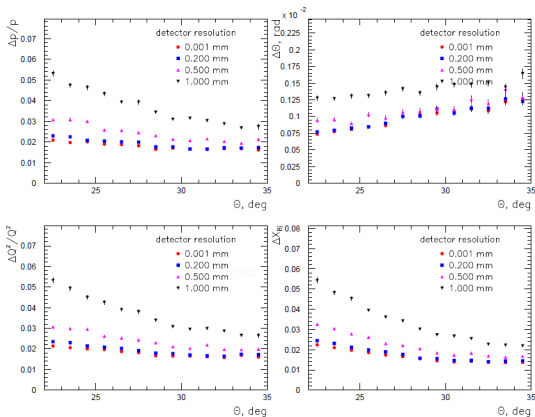 Δp/p
detector resolution
0.001 mm
0.200 mm
0.500 mm
1.000 mm
0.07
0.06
0.05
0.04
0.03
0.02
0.01
0
25
30
35
Θ, deg
x 10⁻²
ΔΘ, rad
detector resolution
0.001 mm
0.200 mm
0.500 mm
1.000 mm
0.25
0.225
0.2
0.175
0.15
0.125
0.1
0.075
0.05
0.025
0
25
30
35
Θ, deg
ΔQ²/Q²
detector resolution
0.001 mm
0.200 mm
0.500 mm
1.000 mm
0.07
0.06
0.05
0.04
0.03
0.02
0.01
0
25
30
35
Θ, deg
ΔX_Bj
detector resolution
0.001 mm
0.200 mm
0.500 mm
1.000 mm
0.08
0.07
0.06
0.05
0.04
0.03
0.02
0.01
0
25
30
35
Θ, deg